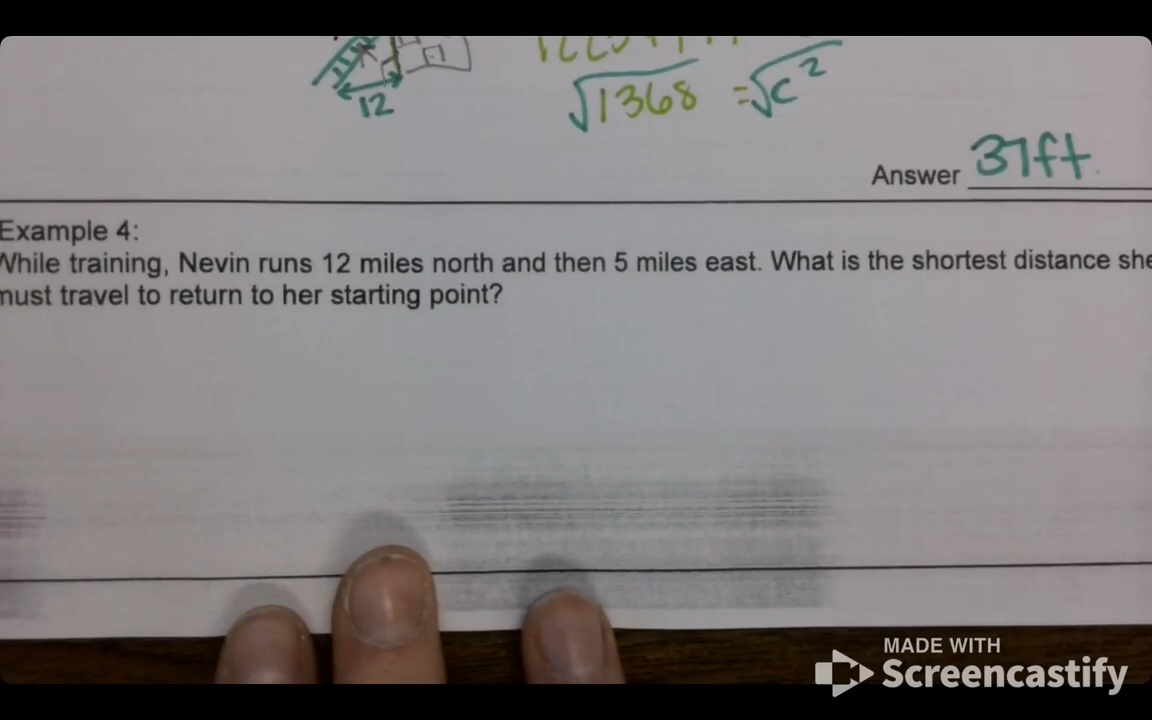 12
√1368 = √c²
Answer 37ft.
Example 4:
While training, Nevin runs 12 miles north and then 5 miles east. What is the shortest distance she
must travel to return to her starting point?
MADE WITH
Screencastify